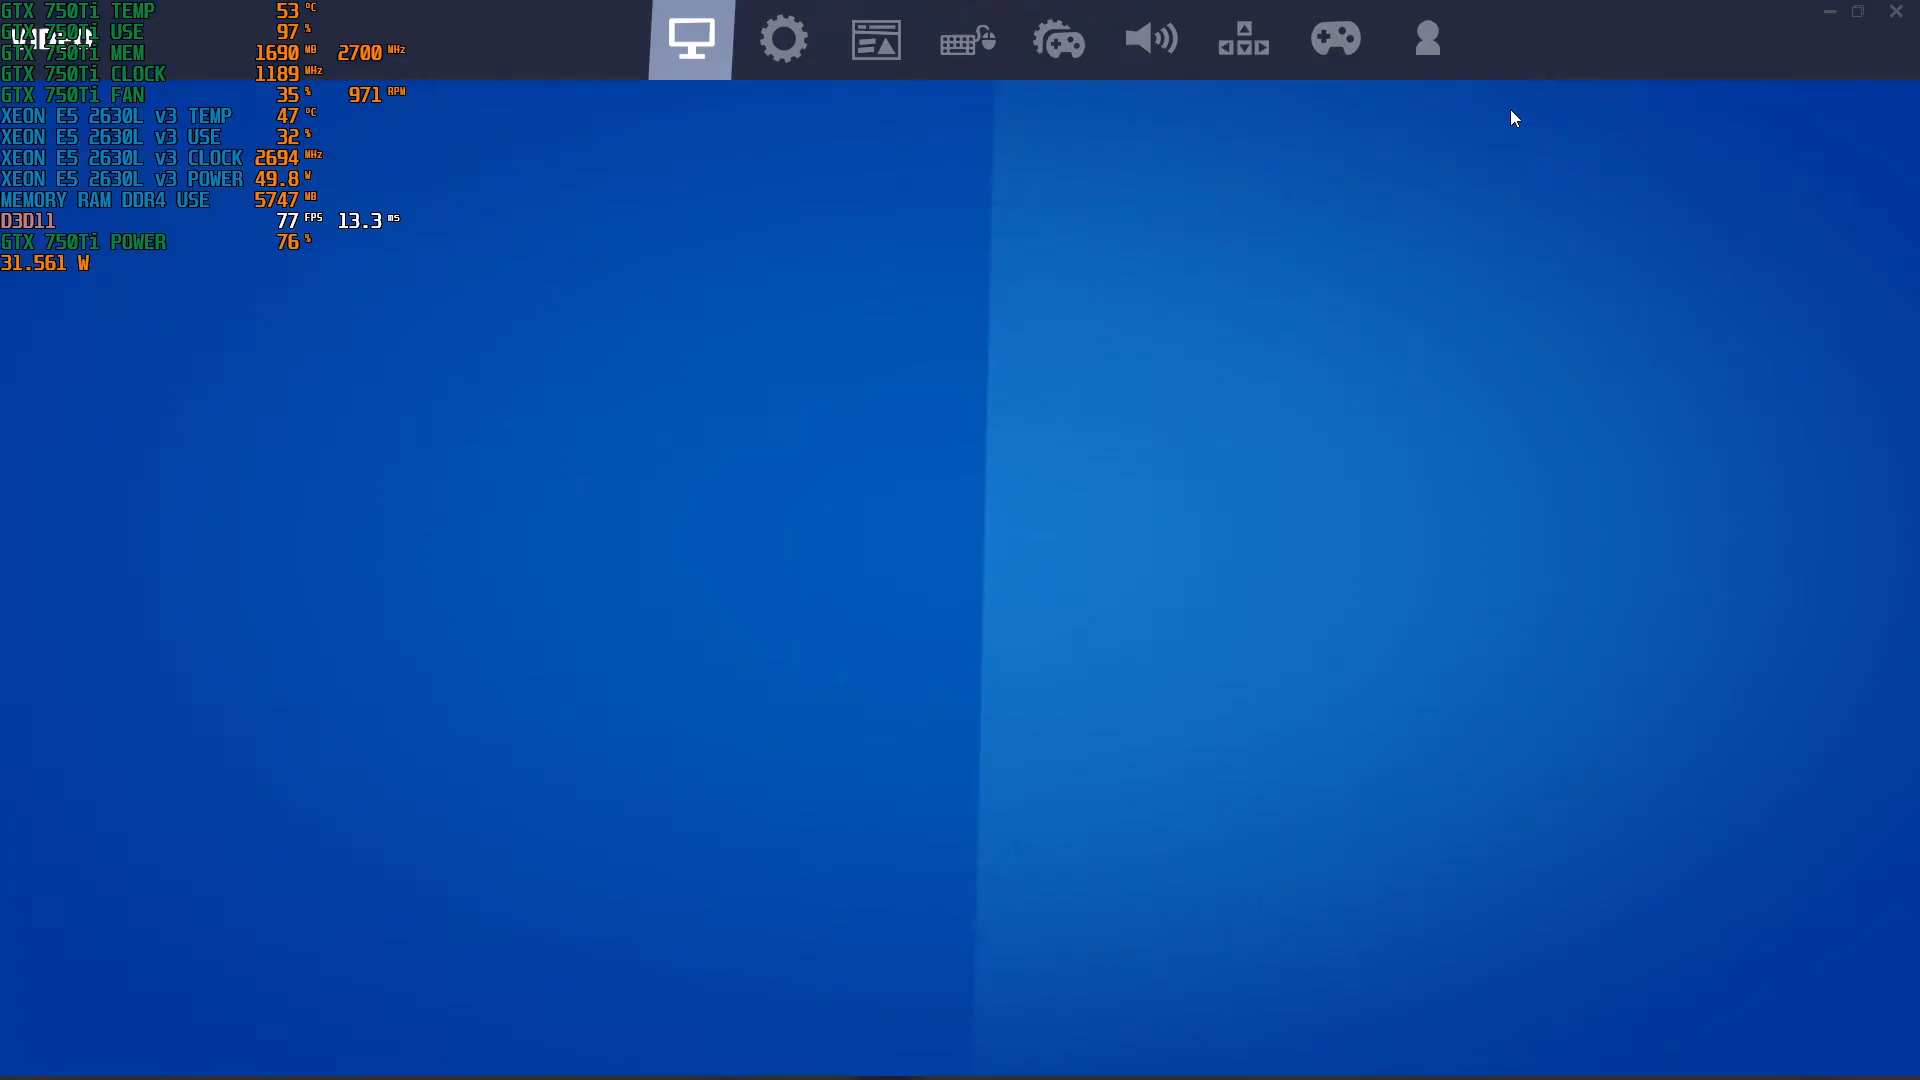 GTX 750Ti TEMP 53 °C
GTX 750Ti USE 97 %
GTX 750Ti MEM 1690 MB 2700 MHz
GTX 750Ti CLOCK 1189 MHz
GTX 750Ti FAN 35 % 971 RPM
XEON E5 2630L v3 TEMP 47 °C
XEON E5 2630L v3 USE 32 %
XEON E5 2630L v3 CLOCK 2694 MHz
XEON E5 2630L v3 POWER 49.8 W
MEMORY RAM DDR4 USE 5747 MB
D3D11 77 FPS 13.3 ms
GTX 750Ti POWER 76 %
31.561 W